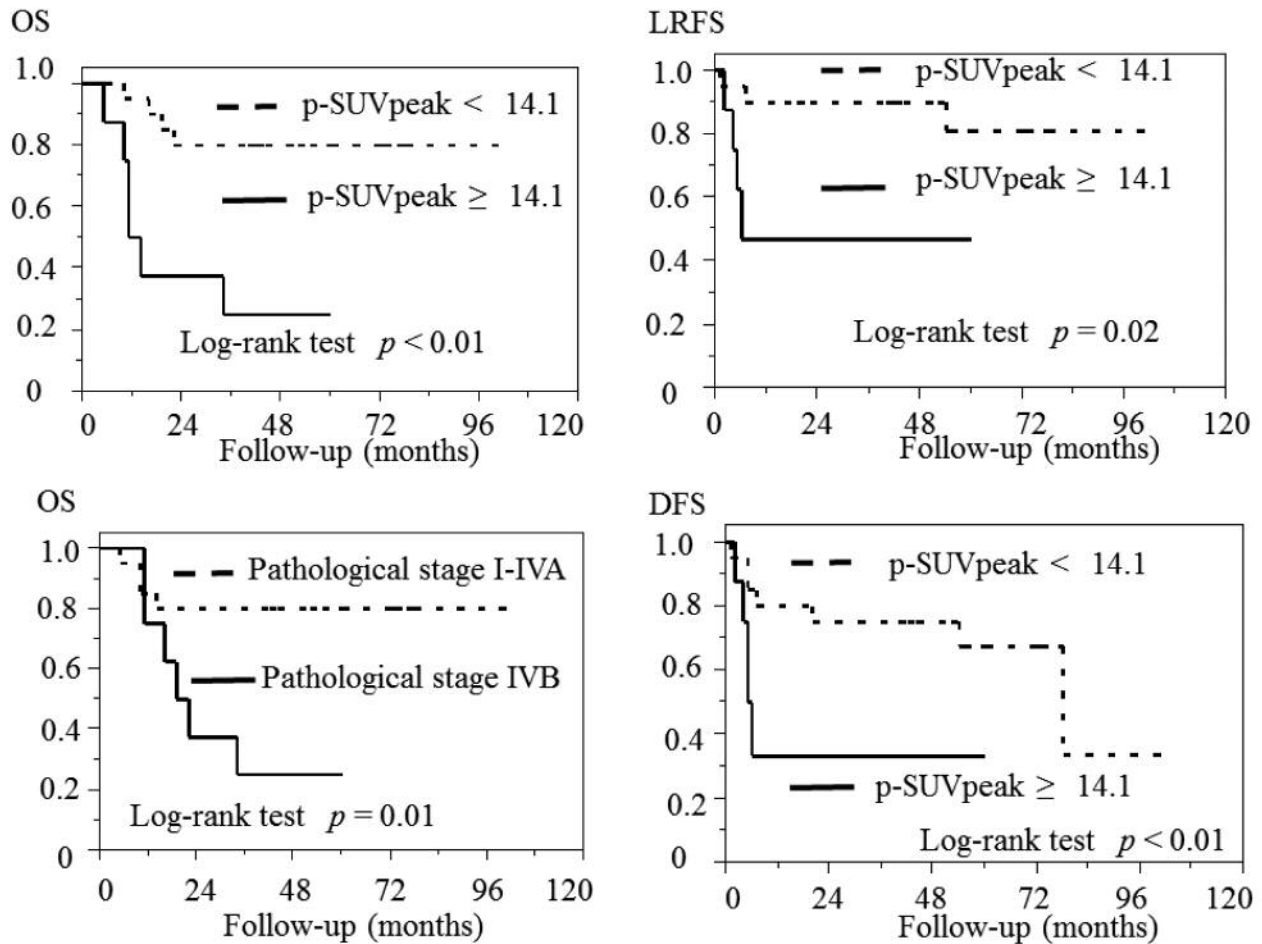 OS
1.0
p-SUVpeak < 14.1
0.8
p-SUVpeak ≥ 14.1
0.6
0.4
0.2
Log-rank test p < 0.01
0
0 24 48 72 96 120
Follow-up (months)
LRFS
1.0
p-SUVpeak < 14.1
0.8
p-SUVpeak ≥ 14.1
0.6
0.4
0.2
Log-rank test p = 0.02
0
0 24 48 72 96 120
Follow-up (months)
OS
1.0
Pathological stage I-IVA
0.8
0.6
Pathological stage IVB
0.4
0.2
Log-rank test p = 0.01
0
0 24 48 72 96 120
Follow-up (months)
DFS
1.0
p-SUVpeak < 14.1
0.8
0.6
0.4
p-SUVpeak ≥ 14.1
0.2
Log-rank test p < 0.01
0
0 24 48 72 96 120
Follow-up (months)